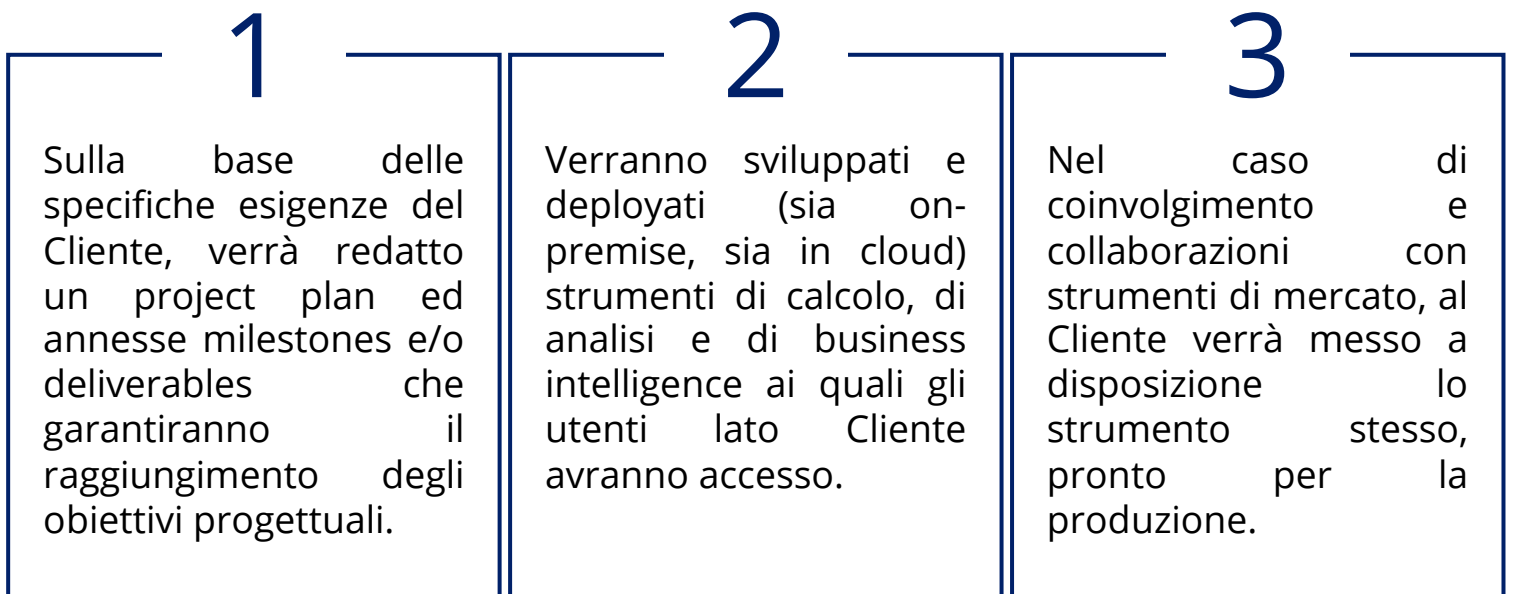 1
Sulla base delle
specifiche esigenze del
Cliente, verrà redatto
un project plan ed
annesse milestones e/o
deliverables che
garantiranno il
raggiungimento degli
obiettivi progettuali.
2
Verranno sviluppati e
deployati (sia on-
premise, sia in cloud)
strumenti di calcolo, di
analisi e di business
intelligence ai quali gli
utenti lato Cliente
avranno accesso.
3
Nel caso di
coinvolgimento e
collaborazioni con
strumenti di mercato, al
Cliente verrà messo a
disposizione lo
strumento stesso,
pronto per la
produzione.